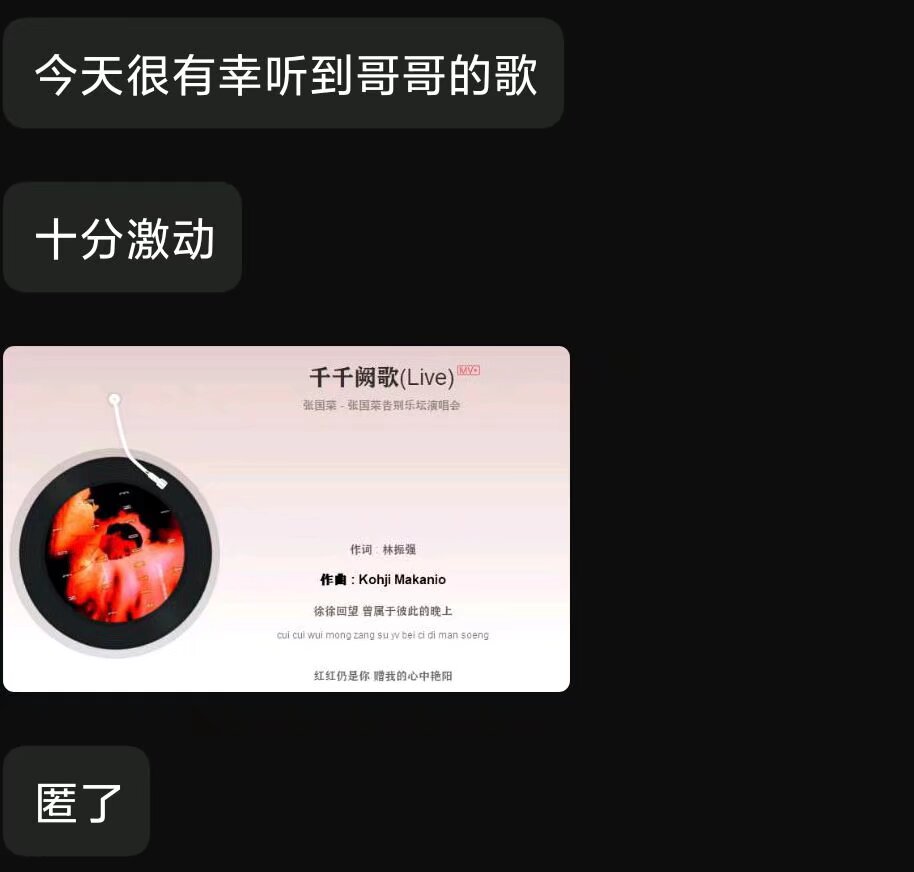 今天很有幸听到哥哥的歌
十分激动
千千阙歌(Live) MV
张国荣 - 张国荣告别乐坛演唱会
作词 : 林振强
作曲 : Kohji Makanio
徐徐回望 曾属于彼此的晚上
cui cui wui mong zang su yv bei ci di man soeng
红红仍是你 赠我的心中艳阳
匿了